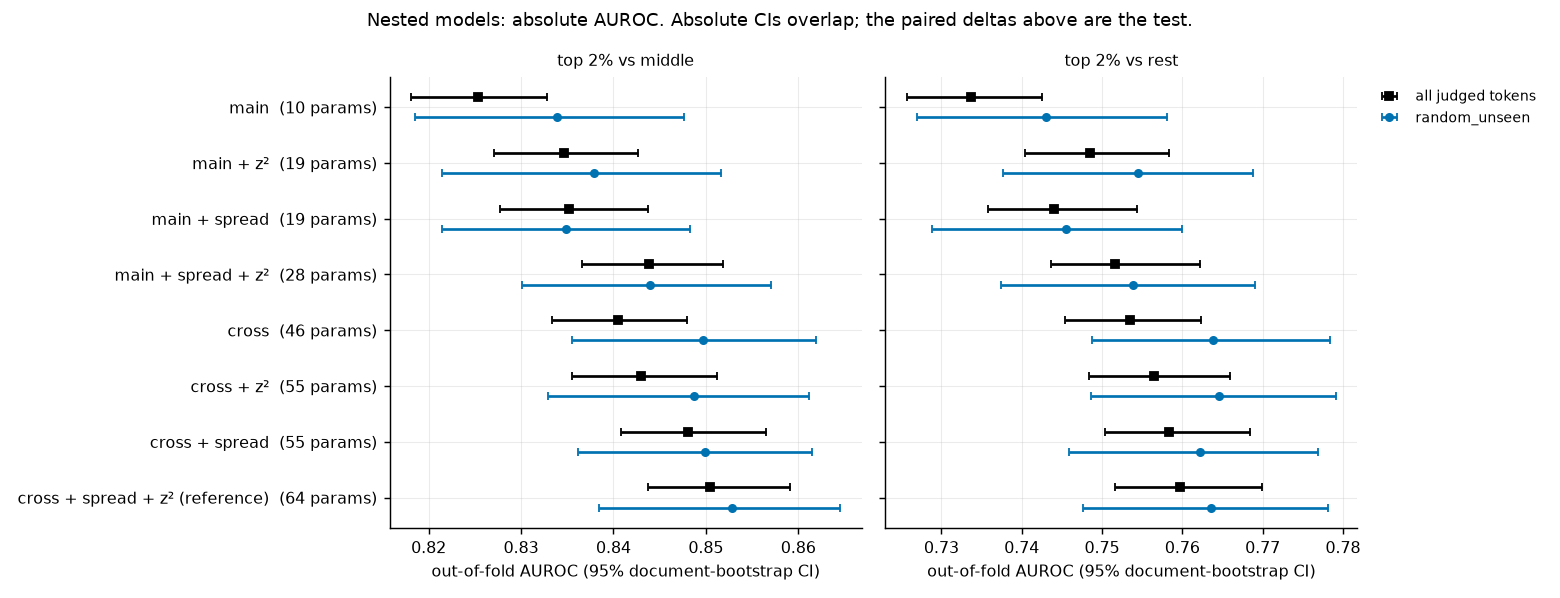 Nested models: absolute AUROC. Absolute CIs overlap; the paired deltas above are the test.
top 2% vs middle
top 2% vs rest
all judged tokens
random_unseen
main (10 params)
main + z² (19 params)
main + spread (19 params)
main + spread + z² (28 params)
cross (46 params)
cross + z² (55 params)
cross + spread (55 params)
cross + spread + z² (reference) (64 params)
0.82 0.83 0.84 0.85 0.86
0.73 0.74 0.75 0.76 0.77 0.78
out-of-fold AUROC (95% document-bootstrap CI)
out-of-fold AUROC (95% document-bootstrap CI)